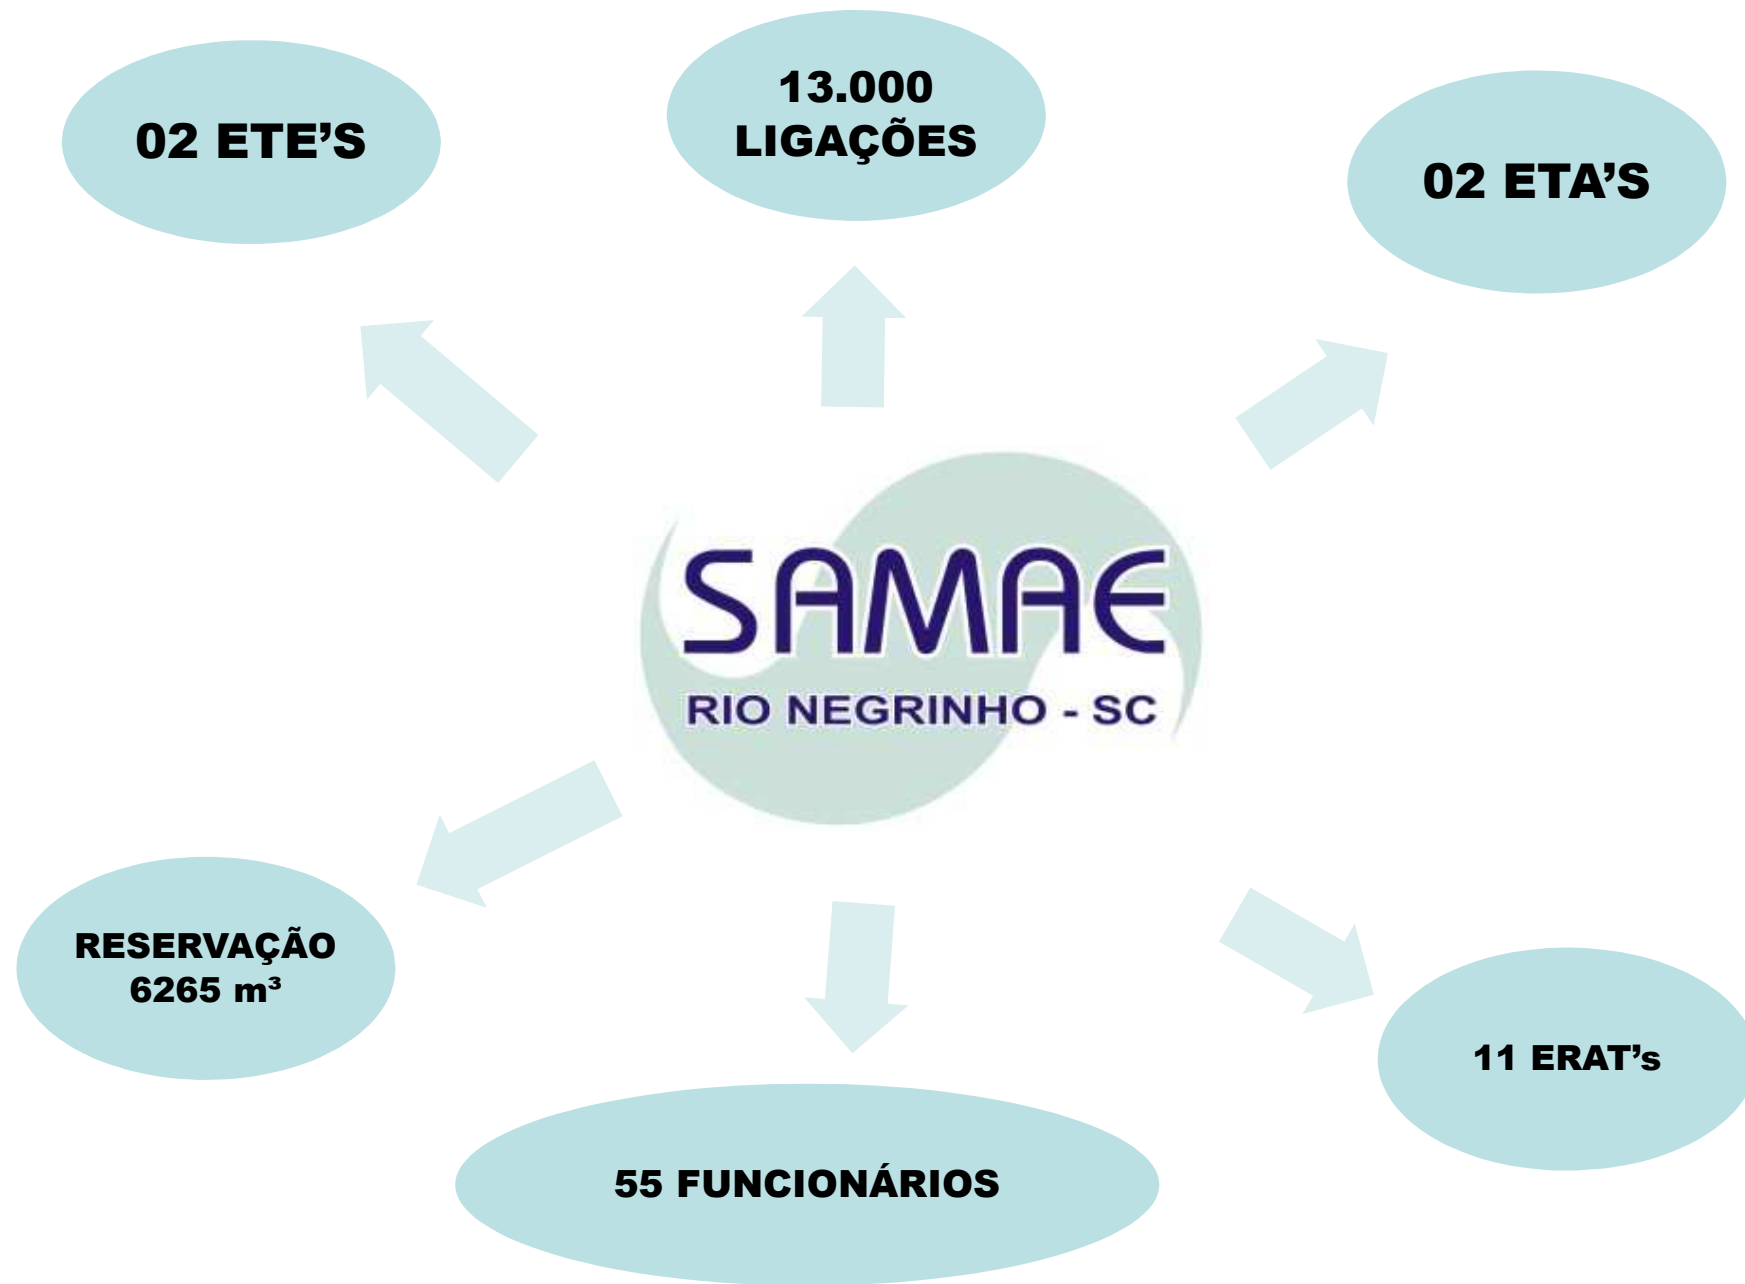 02 ETE’S
13.000
LIGAÇÕES
02 ETA’S
SAMAE
RIO NEGRINHO - SC
RESERVAÇÃO
6265 m³
11 ERAT’s
55 FUNCIONÁRIOS